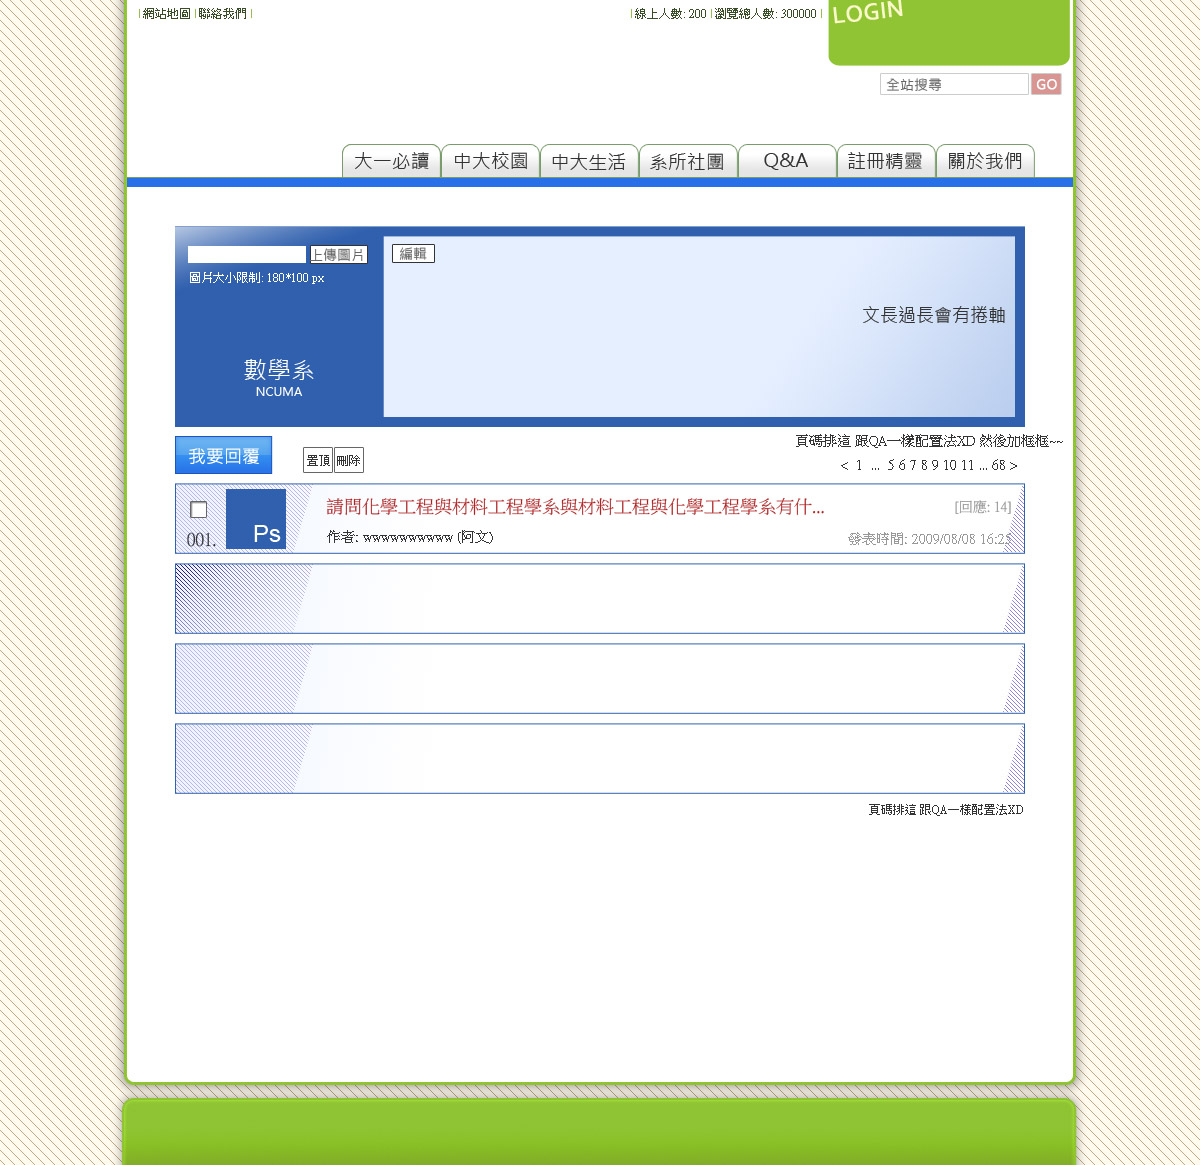 | 網站地圖 | 聯絡我們 |
| 線上人數: 200 | 瀏覽總人數: 300000 |
LOGIN
全站搜尋 GO
大一必讀 中大校園 中大生活 系所社團 Q&A 註冊精靈 關於我們
上傳圖片 編輯
圖片大小限制: 180*100 px
文長過長會有捲軸
數學系
NCUMA
頁碼排這 跟QA一樣配置法XD 然後加框框~~
我要回覆 置頂 刪除
< 1 ... 5 6 7 8 9 10 11 ... 68 >
請問化學工程與材料工程學系與材料工程與化學工程學系有什... [回應: 14]
Ps
001. 作者: wwwwwwwwww (阿文) 發表時間: 2009/08/08 16:25
頁碼排這 跟QA一樣配置法XD